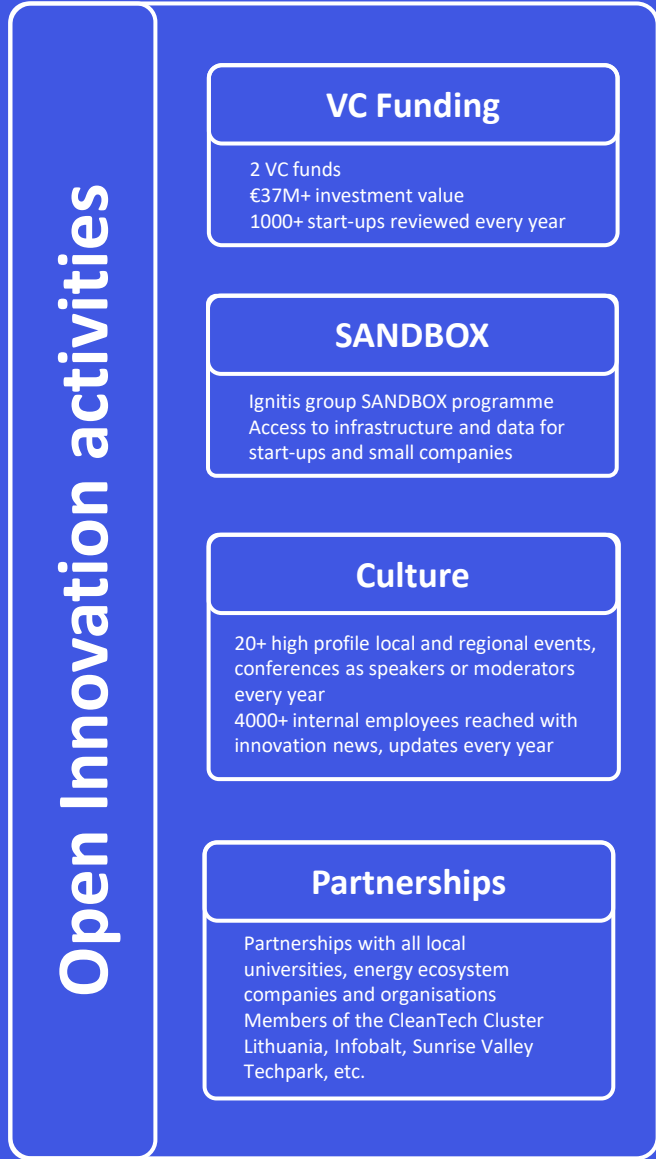 Open Innovation activities
VC Funding
2 VC funds
€37M+ investment value
1000+ start-ups reviewed every year
SANDBOX
Ignitis group SANDBOX programme
Access to infrastructure and data for
start-ups and small companies
Culture
20+ high profile local and regional events,
conferences as speakers or moderators
every year
4000+ internal employees reached with
innovation news, updates every year
Partnerships
Partnerships with all local
universities, energy ecosystem
companies and organisations
Members of the CleanTech Cluster
Lithuania, Infobalt, Sunrise Valley
Techpark, etc.